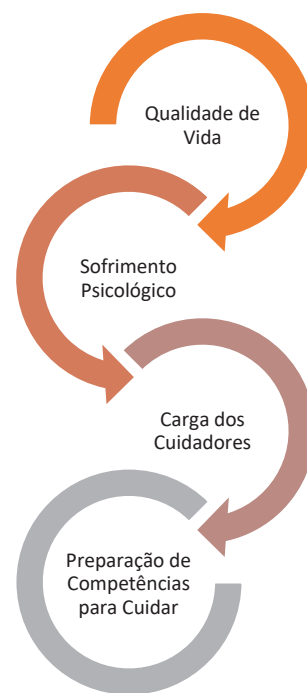 Qualidade de
Vida
Sofrimento
Psicológico
Carga dos
Cuidadores
Preparação de
Competências
para Cuidar